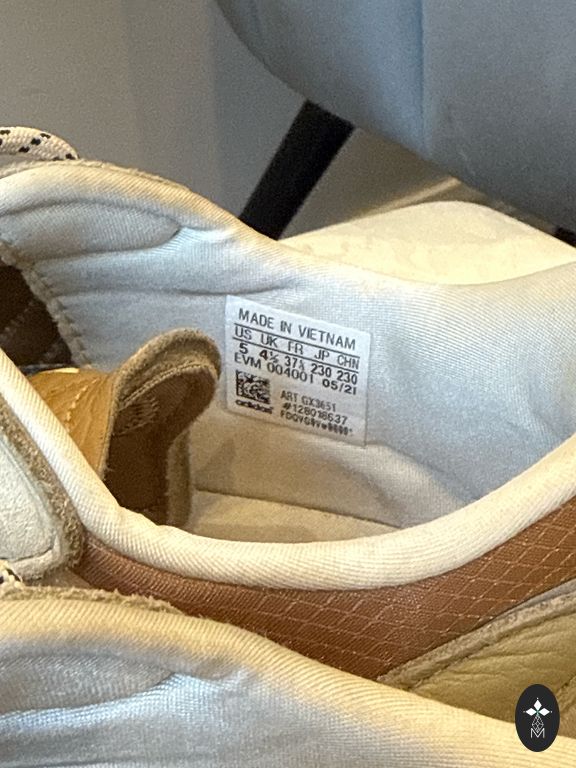 MADE IN VIETNAM
US UK FR JP CHN
5 4½ 37⅓ 230 230
EVM 004001 05/21
ART GX3651
adidas #128018637
M